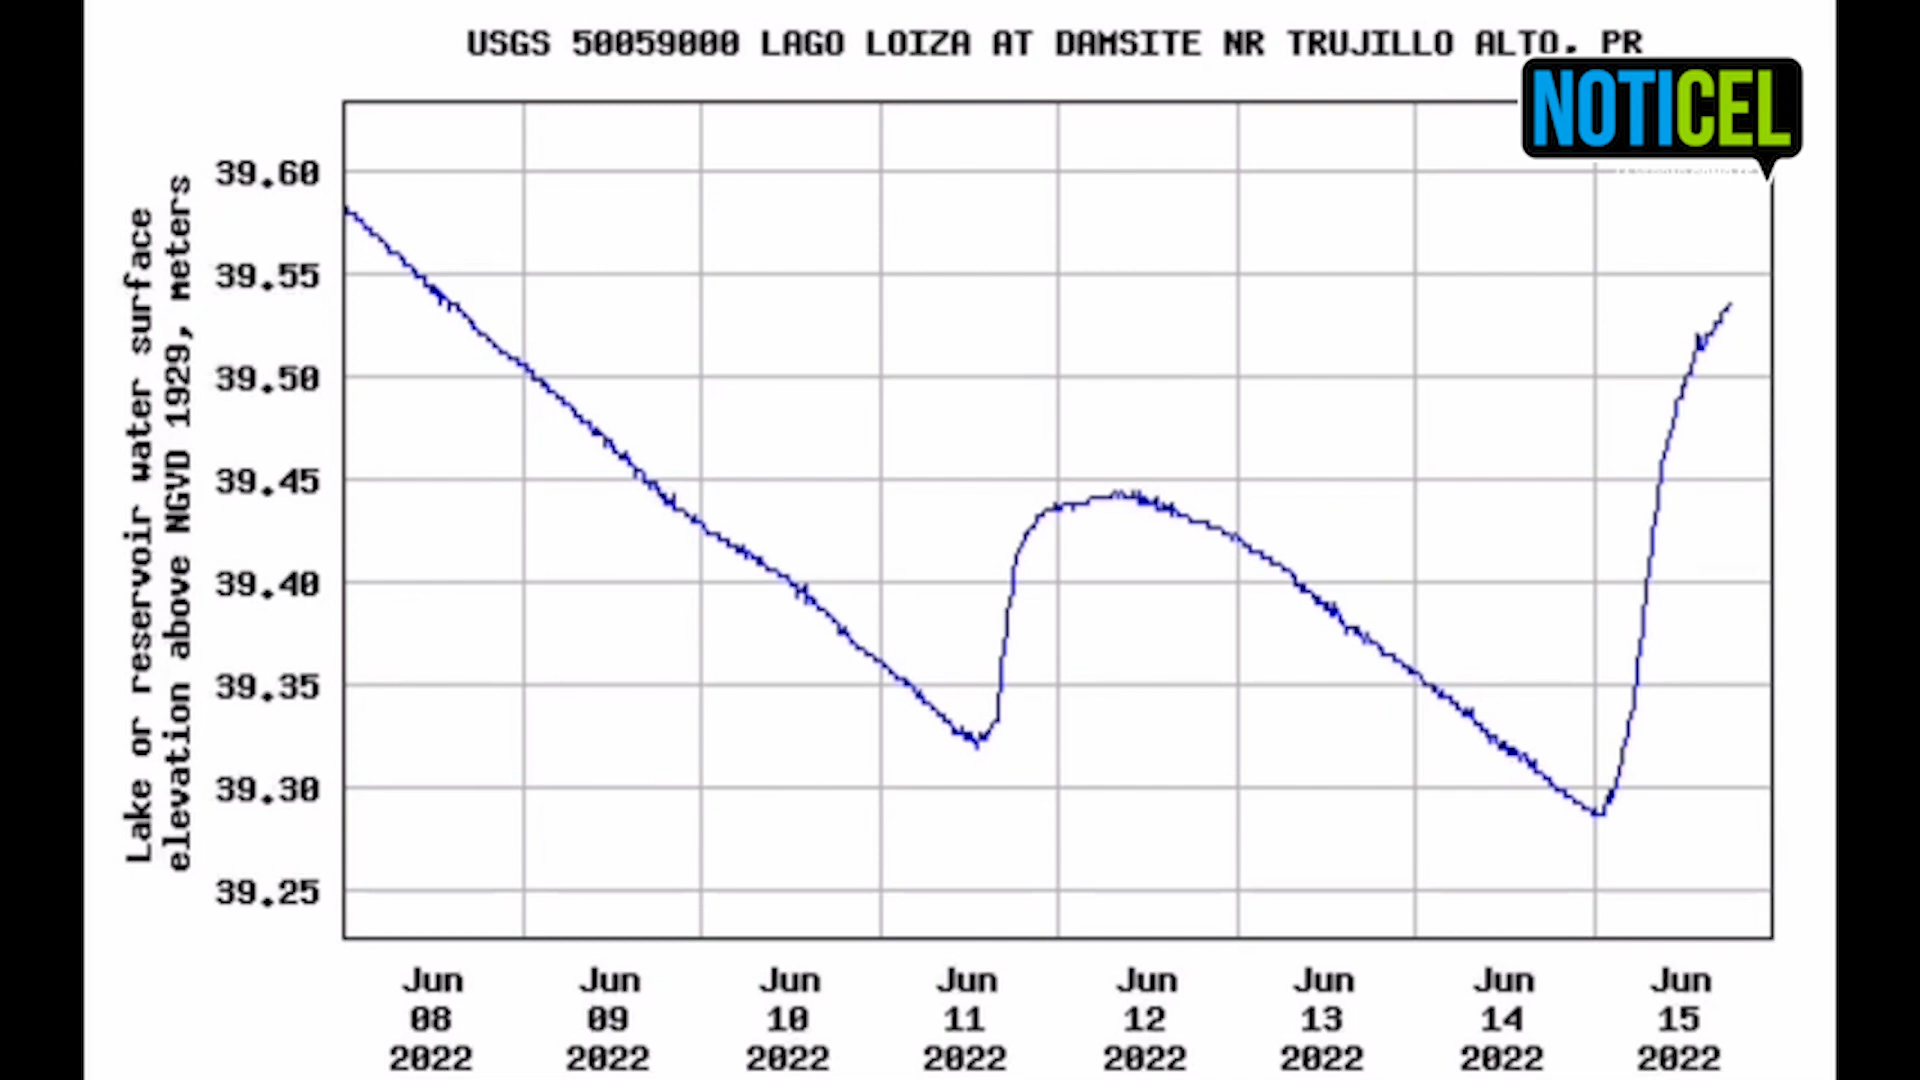 USGS 50059000 LAGO LOIZA AT DAMSITE NR TRUJILLO ALTO, PR
NOTICEL
Lake or reservoir water surface
elevation above NGVD 1929, meters
39.60
39.55
39.50
39.45
39.40
39.35
39.30
39.25
Jun Jun Jun Jun Jun Jun Jun Jun
08 09 10 11 12 13 14 15
2022 2022 2022 2022 2022 2022 2022 2022